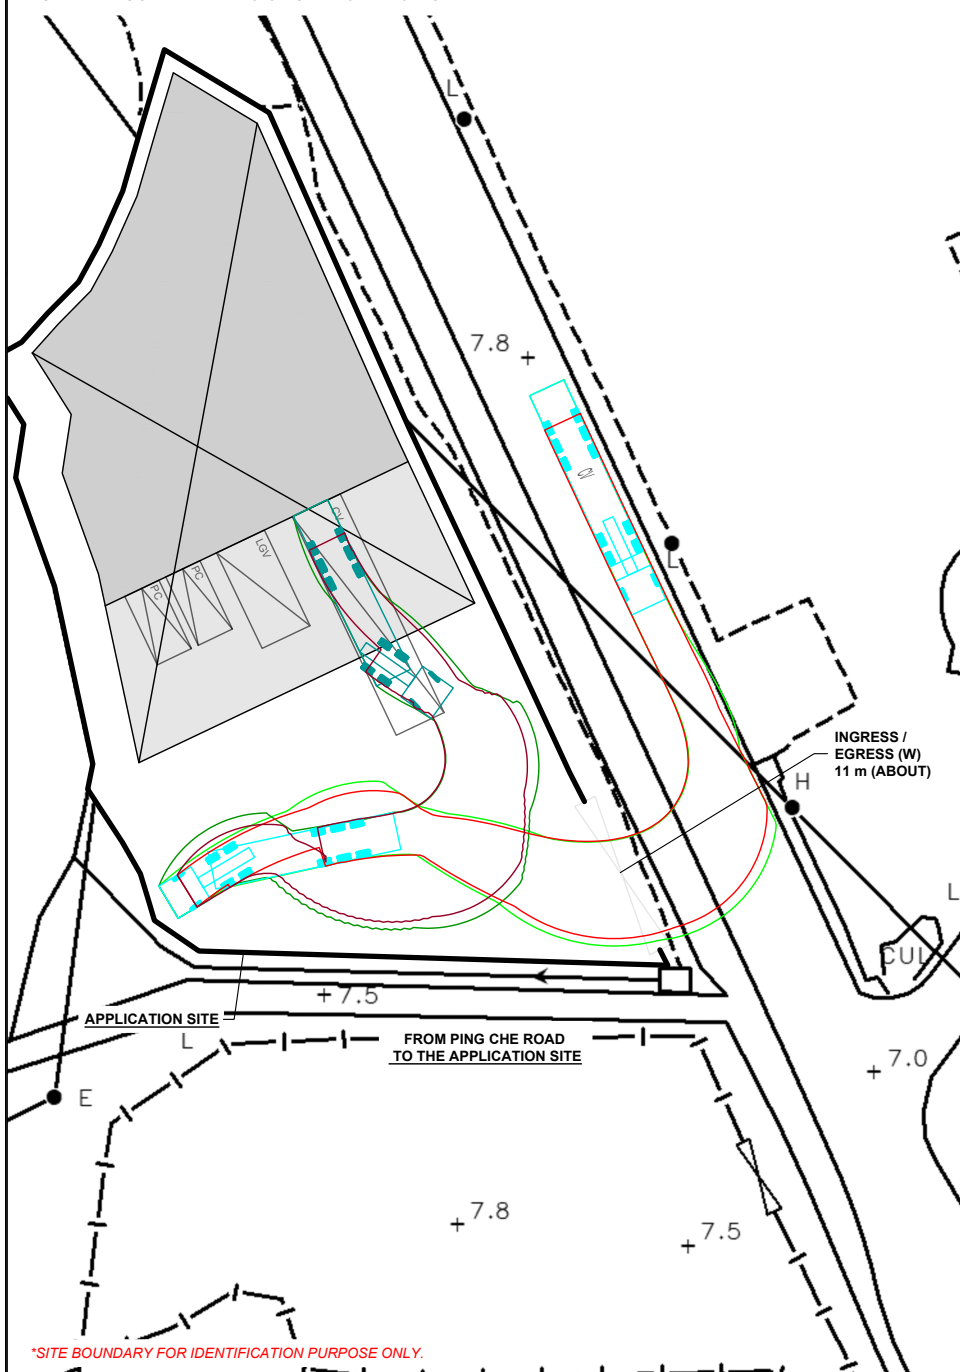 L
7.8
L
CV
CV
LGV
PC
PC
INGRESS /
EGRESS (W)
11 m (ABOUT)
H
L
CUL
7.5
APPLICATION SITE
L
FROM PING CHE ROAD
TO THE APPLICATION SITE
7.0
E
7.8
7.5
*SITE BOUNDARY FOR IDENTIFICATION PURPOSE ONLY.